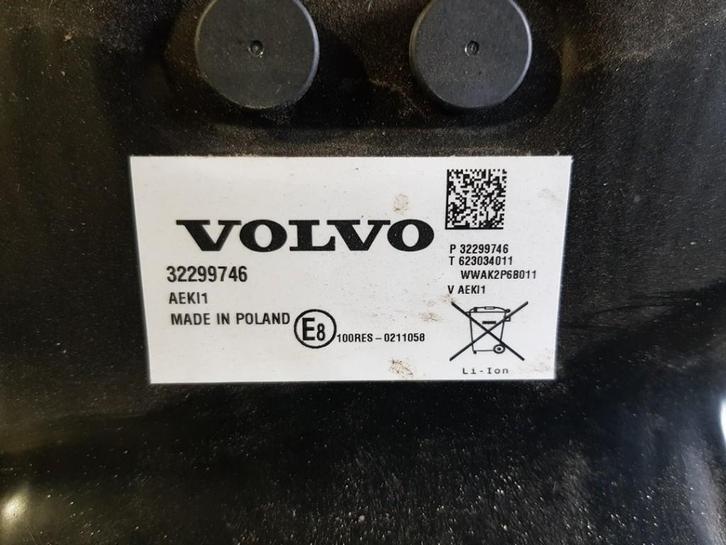 VOLVO
32299746
AEKI1
MADE IN POLAND
E8
100RES-0211058
P 32299746
T 623034011
WWAK2P68011
V AEKI1
Li-Ion